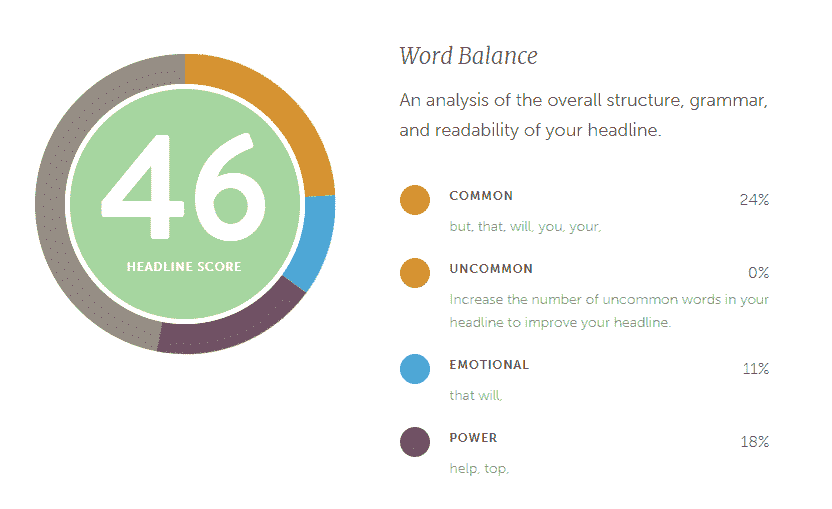 46
HEADLINE SCORE
Word Balance
An analysis of the overall structure, grammar,
and readability of your headline.
COMMON 24%
but, that, will, you, your,
UNCOMMON 0%
Increase the number of uncommon words in your
headline to improve your headline.
EMOTIONAL 11%
that will,
POWER 18%
help, top,